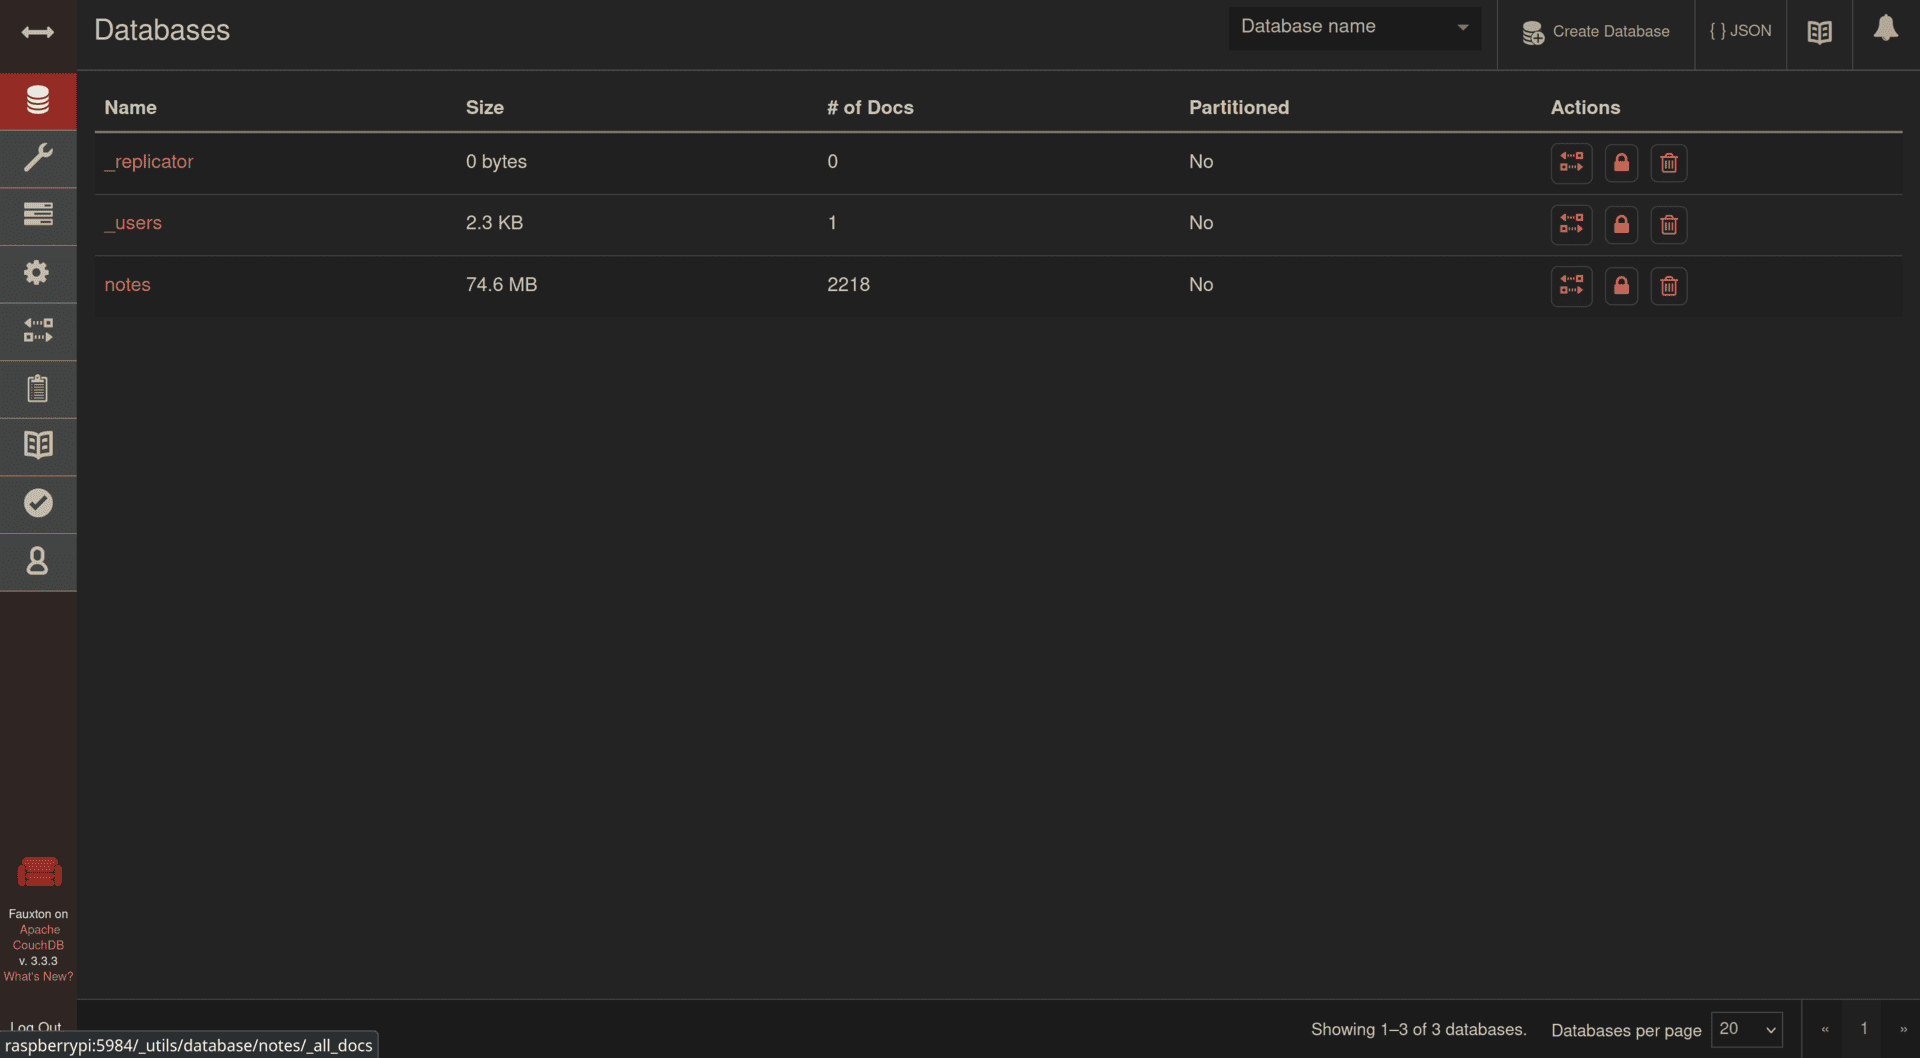 Databases
Database name
Create Database
{ } JSON
Name Size # of Docs Partitioned Actions
_replicator 0 bytes 0 No
_users 2.3 KB 1 No
notes 74.6 MB 2218 No
Fauxton on
Apache
CouchDB
v. 3.3.3
What's New?
Log Out
raspberrypi:5984/_utils/database/notes/_all_docs
Showing 1–3 of 3 databases. Databases per page 20 « 1 »